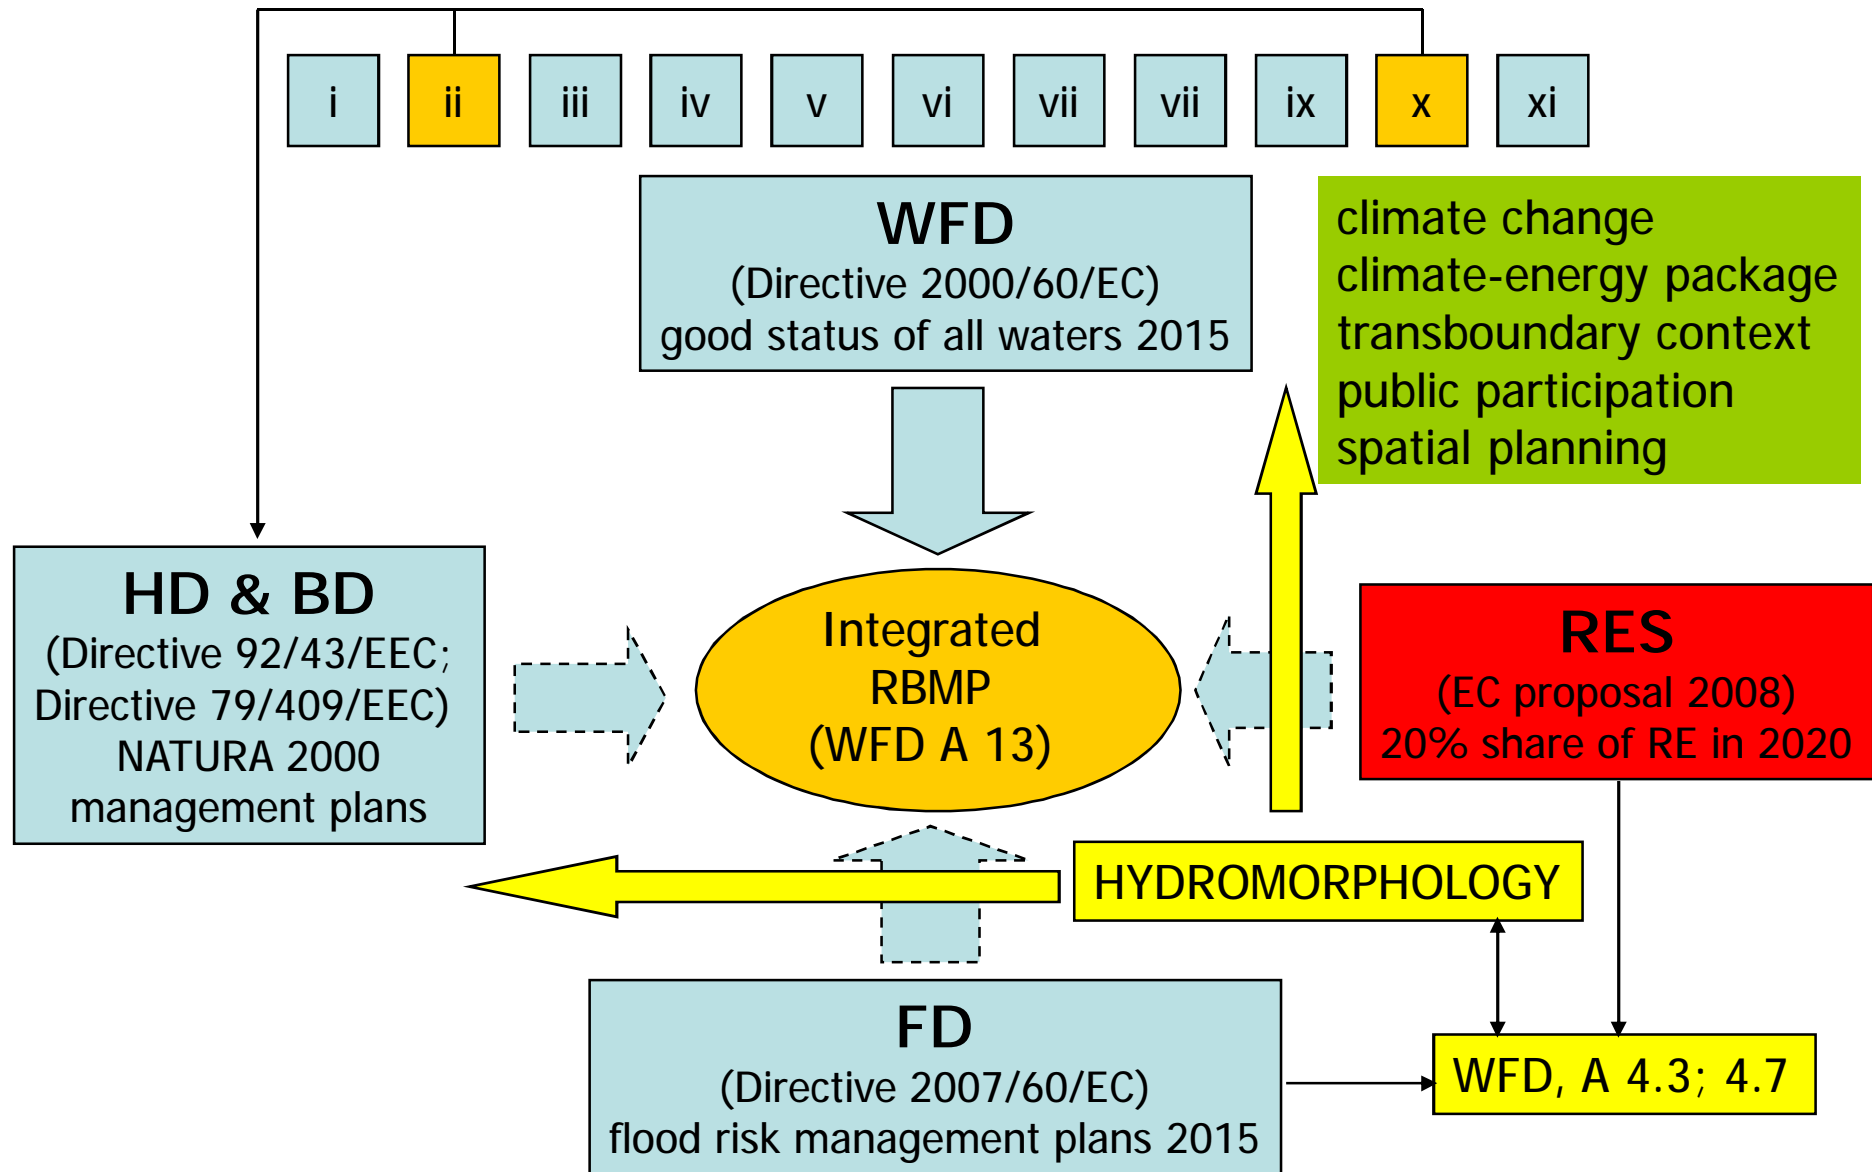 i ii iii iv v vi vii vii ix x xi
WFD
(Directive 2000/60/EC)
good status of all waters 2015
climate change
climate-energy package
transboundary context
public participation
spatial planning
HD & BD
(Directive 92/43/EEC;
Directive 79/409/EEC)
NATURA 2000
management plans
Integrated
RBMP
(WFD A 13)
RES
(EC proposal 2008)
20% share of RE in 2020
HYDROMORPHOLOGY
FD
(Directive 2007/60/EC)
flood risk management plans 2015
WFD, A 4.3; 4.7